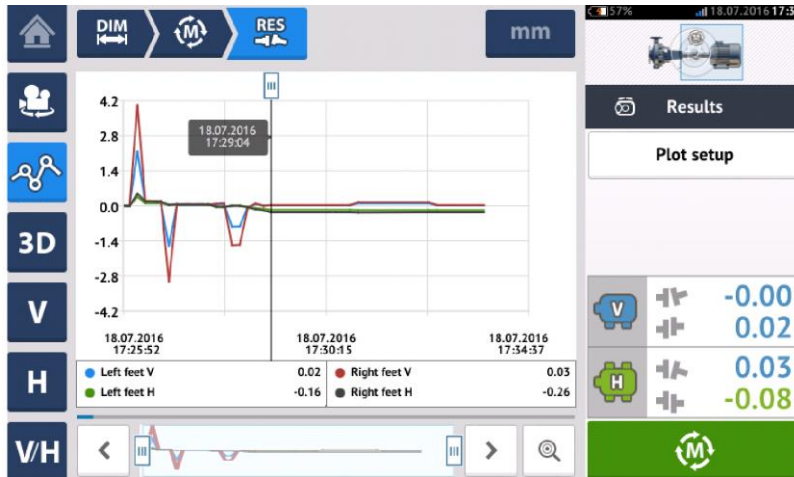 DIM
M
RES
mm
57%
18.07.2016 17:3
Results
Plot setup
3D
V
H
V/H
4.2
2.8
1.4
0.0
-1.4
-2.8
-4.2
18.07.2016
17:29:04
18.07.2016
17:25:52
18.07.2016
17:30:15
18.07.2016
17:34:37
Left feet V 0.02
Right feet V 0.03
Left feet H -0.16
Right feet H -0.26
V
-0.00
0.02
H
0.03
-0.08
M